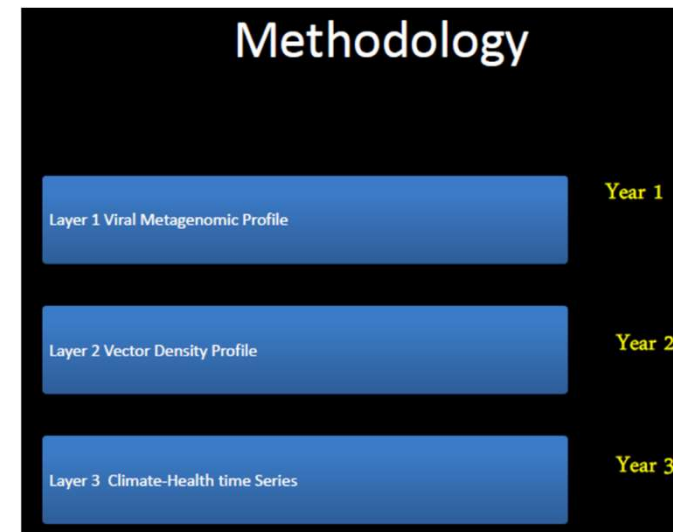 Methodology
Layer 1 Viral Metagenomic Profile
Year 1
Layer 2 Vector Density Profile
Year 2
Layer 3  Climate-Health time Series
Year 3